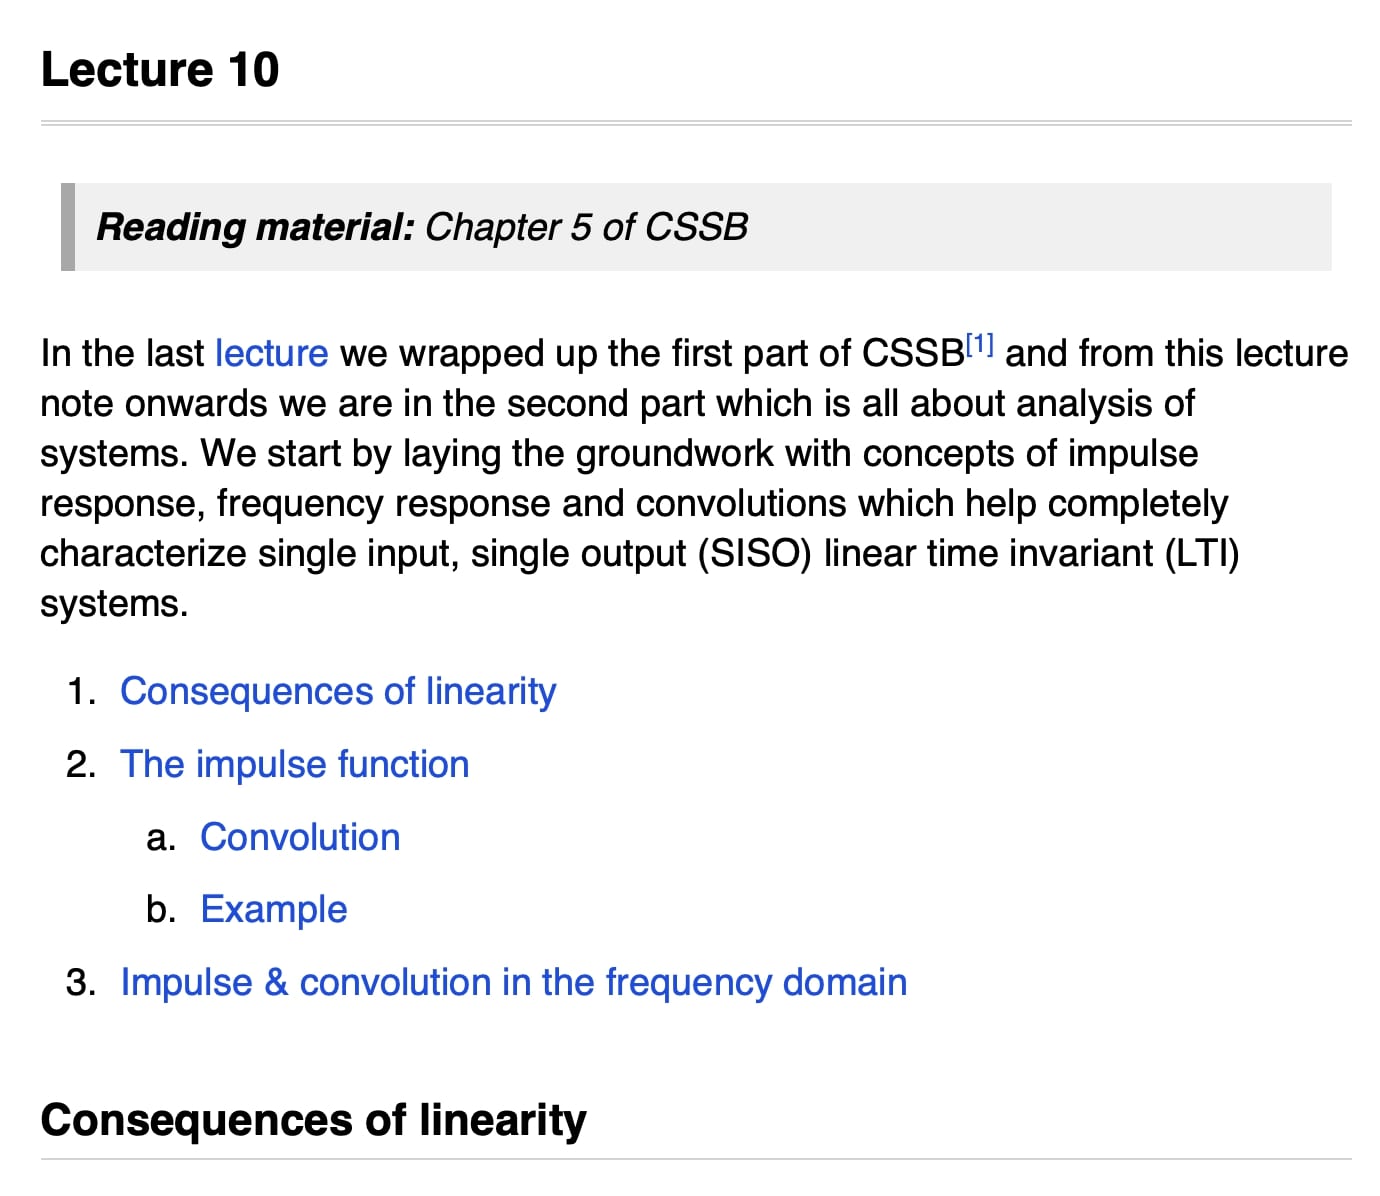 Lecture 10
Reading material: Chapter 5 of CSSB
In the last lecture we wrapped up the first part of CSSB[1] and from this lecture
note onwards we are in the second part which is all about analysis of
systems. We start by laying the groundwork with concepts of impulse
response, frequency response and convolutions which help completely
characterize single input, single output (SISO) linear time invariant (LTI)
systems.
1. Consequences of linearity
2. The impulse function
a. Convolution
b. Example
3. Impulse & convolution in the frequency domain
Consequences of linearity